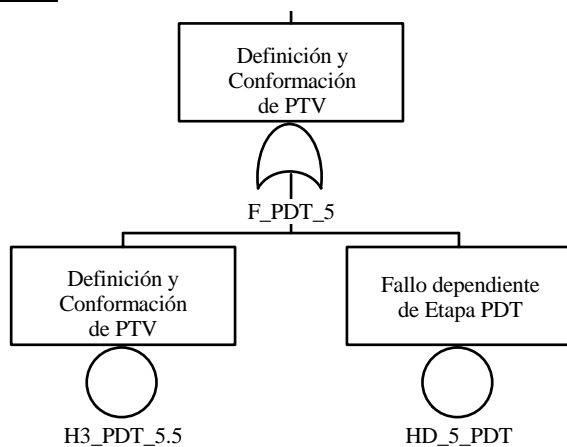 Definición y
Conformación
de PTV
F_PDT_5
Definición y
Conformación
de PTV
Fallo dependiente
de Etapa PDT
H3_PDT_5.5
HD_5_PDT